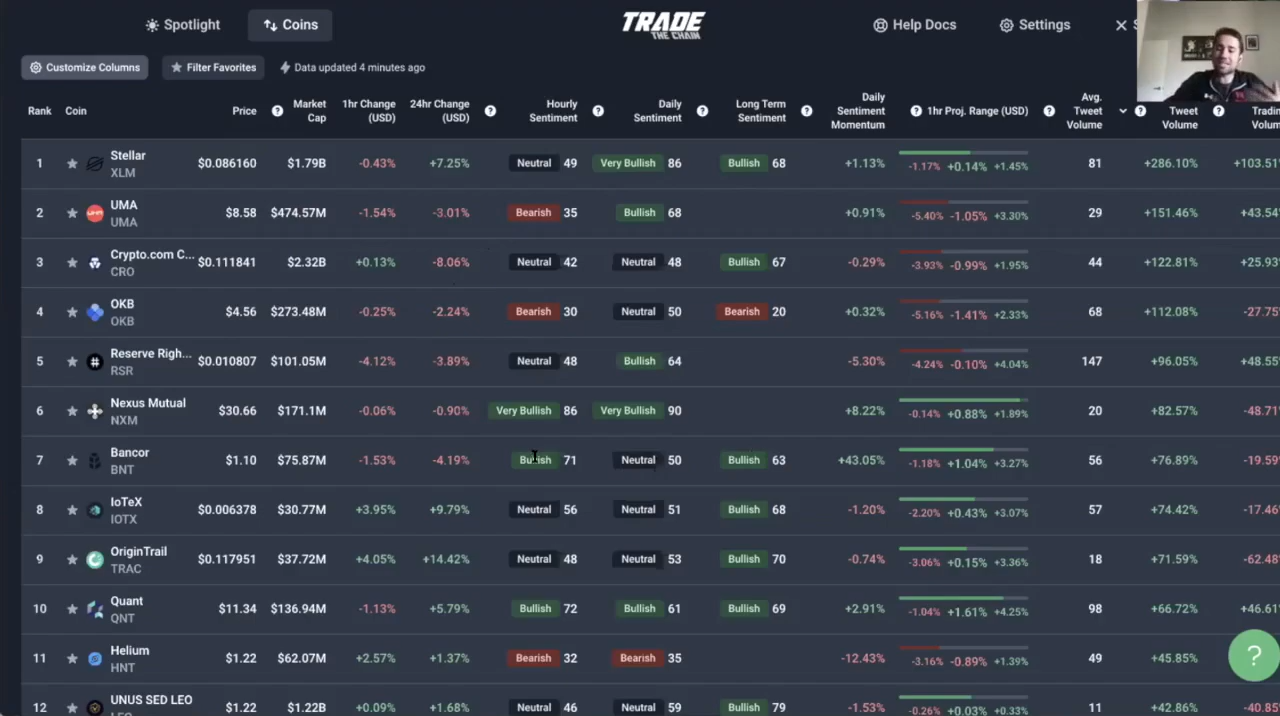 Spotlight Coins TRADE THE CHAIN Help Docs Settings
Customize Columns Filter Favorites Data updated 4 minutes ago
Rank Coin Price Market Cap 1hr Change (USD) 24hr Change (USD) Hourly Sentiment Daily Sentiment Long Term Sentiment Daily Sentiment Momentum 1hr Proj. Range (USD) Avg. Tweet Volume Tweet Volume
1 Stellar XLM $0.086160 $1.79B -0.43% +7.25% Neutral 49 Very Bullish 86 Bullish 68 +1.13% -1.17% +0.14% +1.45% 81 +286.10% +103.51
2 UMA UMA $8.58 $474.57M -1.54% -3.01% Bearish 35 Bullish 68 +0.91% -5.40% -1.05% +3.30% 29 +151.46% +43.54
3 Crypto.com C... CRO $0.111841 $2.32B +0.13% -8.06% Neutral 42 Neutral 48 Bullish 67 -0.29% -3.93% -0.99% +1.95% 44 +122.81% +25.93
4 OKB OKB $4.56 $273.48M -0.25% -2.24% Bearish 30 Neutral 50 Bearish 20 +0.32% -5.16% -1.41% +2.33% 68 +112.08% -27.75
5 Reserve Righ... RSR $0.010807 $101.05M -4.12% -3.89% Neutral 48 Bullish 64 -5.30% -4.24% -0.10% +4.04% 147 +96.05% +48.55
6 Nexus Mutual NXM $30.66 $171.1M -0.06% -0.90% Very Bullish 86 Very Bullish 90 +8.22% -0.14% +0.88% +1.89% 20 +82.57% -48.71
7 Bancor BNT $1.10 $75.87M -1.53% -4.19% Bullish 71 Neutral 50 Bullish 63 +43.05% -1.18% +1.04% +3.27% 56 +76.89% -19.59
8 IoTeX IOTX $0.006378 $30.77M +3.95% +9.79% Neutral 56 Neutral 51 Bullish 68 -1.20% -2.20% +0.43% +3.07% 57 +74.42% -17.46
9 OriginTrail TRAC $0.117951 $37.72M +4.05% +14.42% Neutral 48 Neutral 53 Bullish 70 -0.74% -3.06% +0.15% +3.36% 18 +71.59% -62.48
10 Quant QNT $11.34 $136.94M -1.13% +5.79% Bullish 72 Bullish 61 Bullish 69 +2.91% -1.04% +1.61% +4.25% 98 +66.72% +46.61
11 Helium HNT $1.22 $62.07M +2.57% +1.37% Bearish 32 Bearish 35 -12.43% -3.16% -0.89% +1.39% 49 +45.85%
12 UNUS SED LEO $1.22 $1.22B +0.09% +1.68% Neutral 46 Neutral 59 Bullish 79 -1.53% -0.26% +0.03% +0.33% 11 +42.86% -40.85